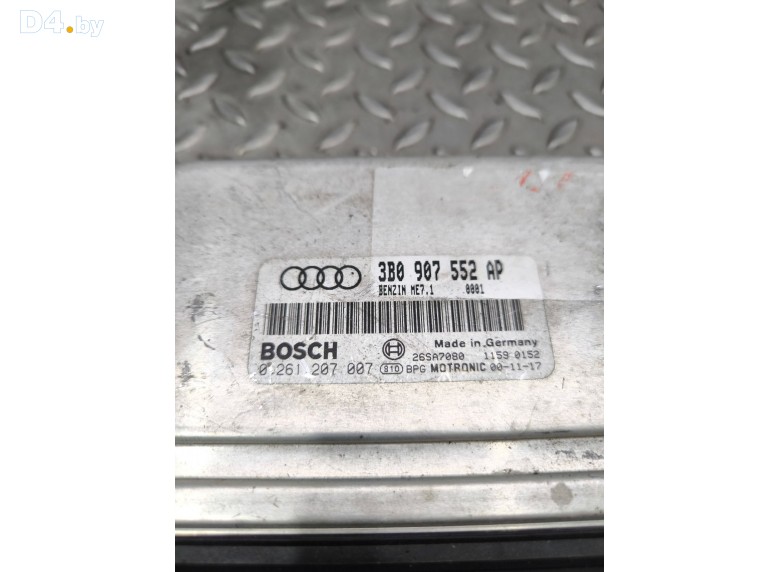 D4.by
3B0 907 552 AP
BENZIN ME7.1 0001
BOSCH
Made in Germany
26SA7080 1159 0152
0 261 207 007 S10 BPG MOTRONIC 00-11-17